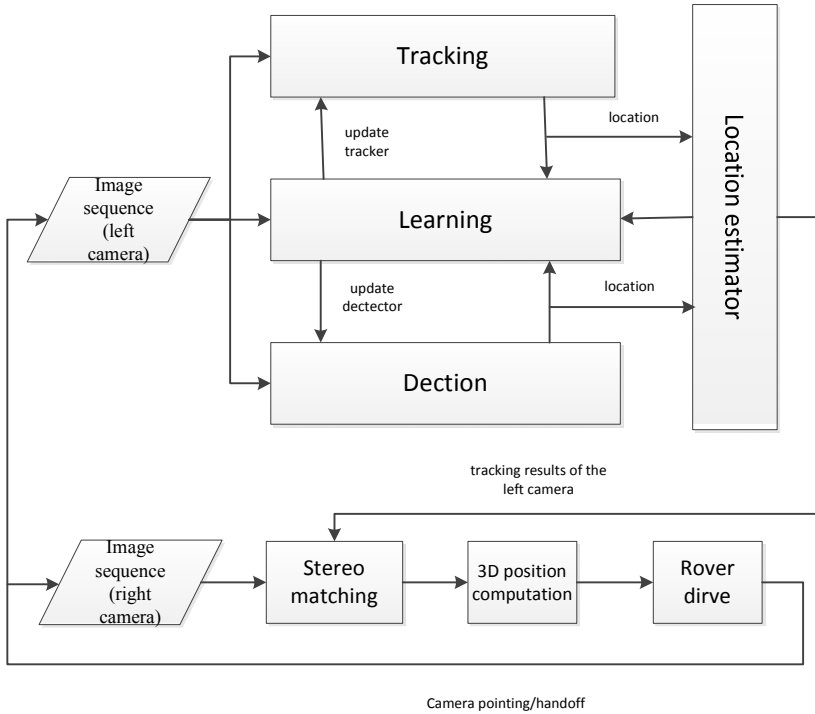 Tracking
location
update
tracker
Image
sequence
(left
camera)
Learning
Location estimator
update
dectector
location
Dection
tracking results of the
left camera
Image
sequence
(right
camera)
Stereo
matching
3D position
computation
Rover
dirve
Camera pointing/handoff